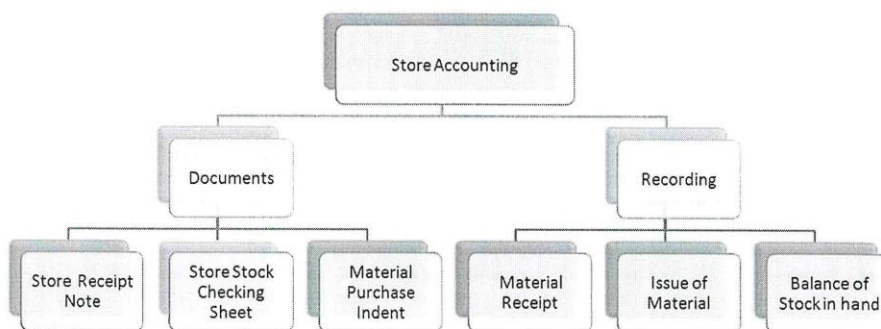 Store Accounting
Documents
Recording
Store Receipt
Note
Store Stock
Checking
Sheet
Material
Purchase
Indent
Material
Receipt
Issue of
Material
Balance of
Stock in hand